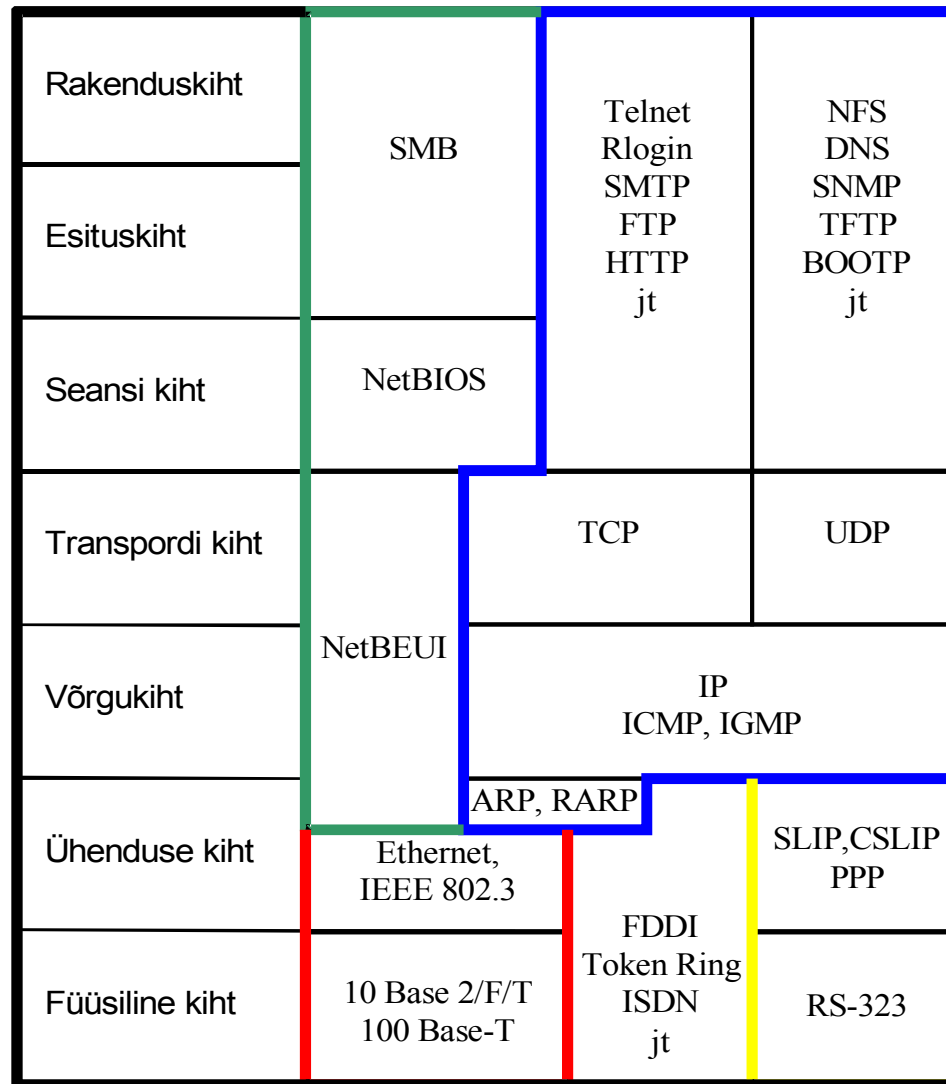 Rakenduskiht
Esituskiht
Seansi kiht
Transpordi kiht
Võrgukiht
Ühenduse kiht
Füüsiline kiht
SMB
NetBIOS
NetBEUI
Telnet
Rlogin
SMTP
FTP
HTTP
jt
NFS
DNS
SNMP
TFTP
BOOTP
jt
TCP
UDP
IP
ICMP, IGMP
ARP, RARP
Ethernet,
IEEE 802.3
10 Base 2/F/T
100 Base-T
FDDI
Token Ring
ISDN
jt
SLIP,CSLIP
PPP
RS-323